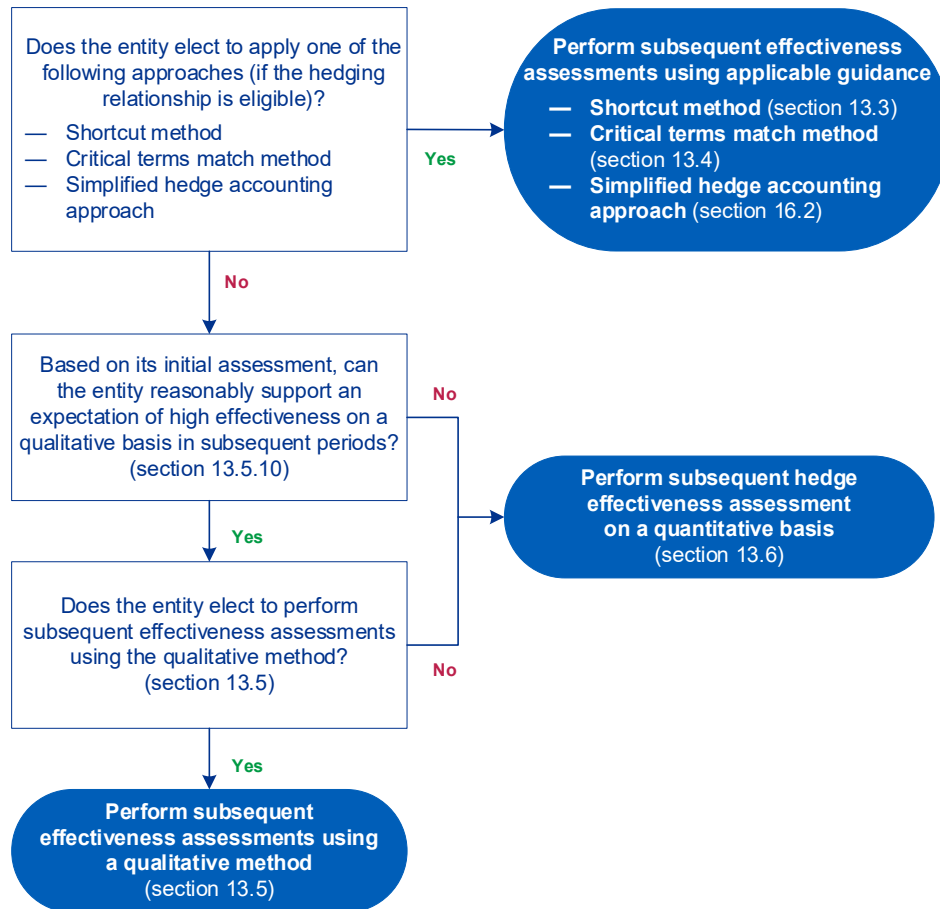 Does the entity elect to apply one of the
following approaches (if the hedging
relationship is eligible)?
— Shortcut method
— Critical terms match method
— Simplified hedge accounting
approach
Yes
Perform subsequent effectiveness
assessments using applicable guidance
— Shortcut method (section 13.3)
— Critical terms match method
(section 13.4)
— Simplified hedge accounting
approach (section 16.2)
No
Based on its initial assessment, can
the entity reasonably support an
expectation of high effectiveness on a
qualitative basis in subsequent periods?
(section 13.5.10)
No
Yes
Perform subsequent hedge
effectiveness assessment
on a quantitative basis
(section 13.6)
Does the entity elect to perform
subsequent effectiveness assessments
using the qualitative method?
(section 13.5)
No
Yes
Perform subsequent
effectiveness assessments using
a qualitative method
(section 13.5)